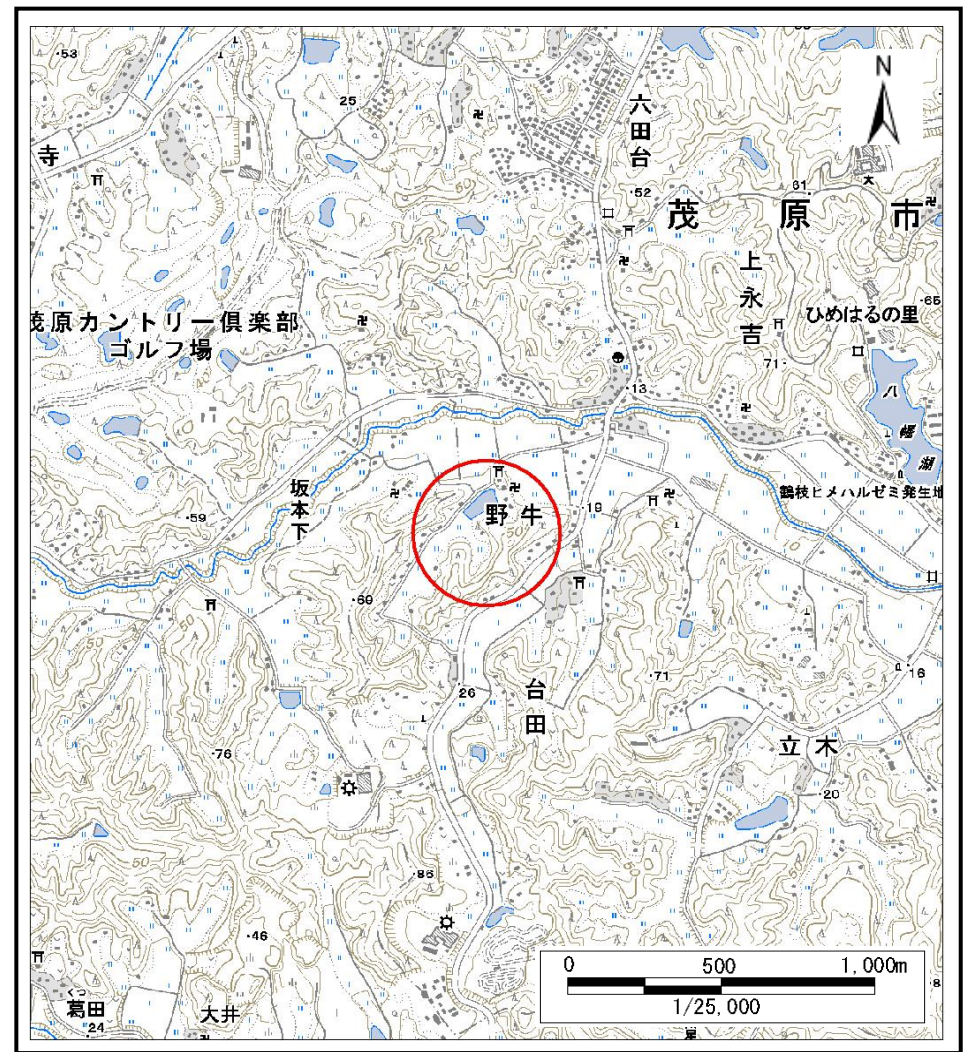 ・53
N
25
六田台
寺
・52
61
茂原市
上永吉
・65
ひめはるの里
茂原カントリー倶楽部
ゴルフ場
71・
・13
八幡湖
坂本下
鶴枝ヒメハルゼミ発生地
野牛
・19
・59
50
・69
50
50
・71
・16
・26
台田
立木
・76
・20
50
・86
・46
0 500 1,000m
1/25,000
くつ
葛田
24
大井